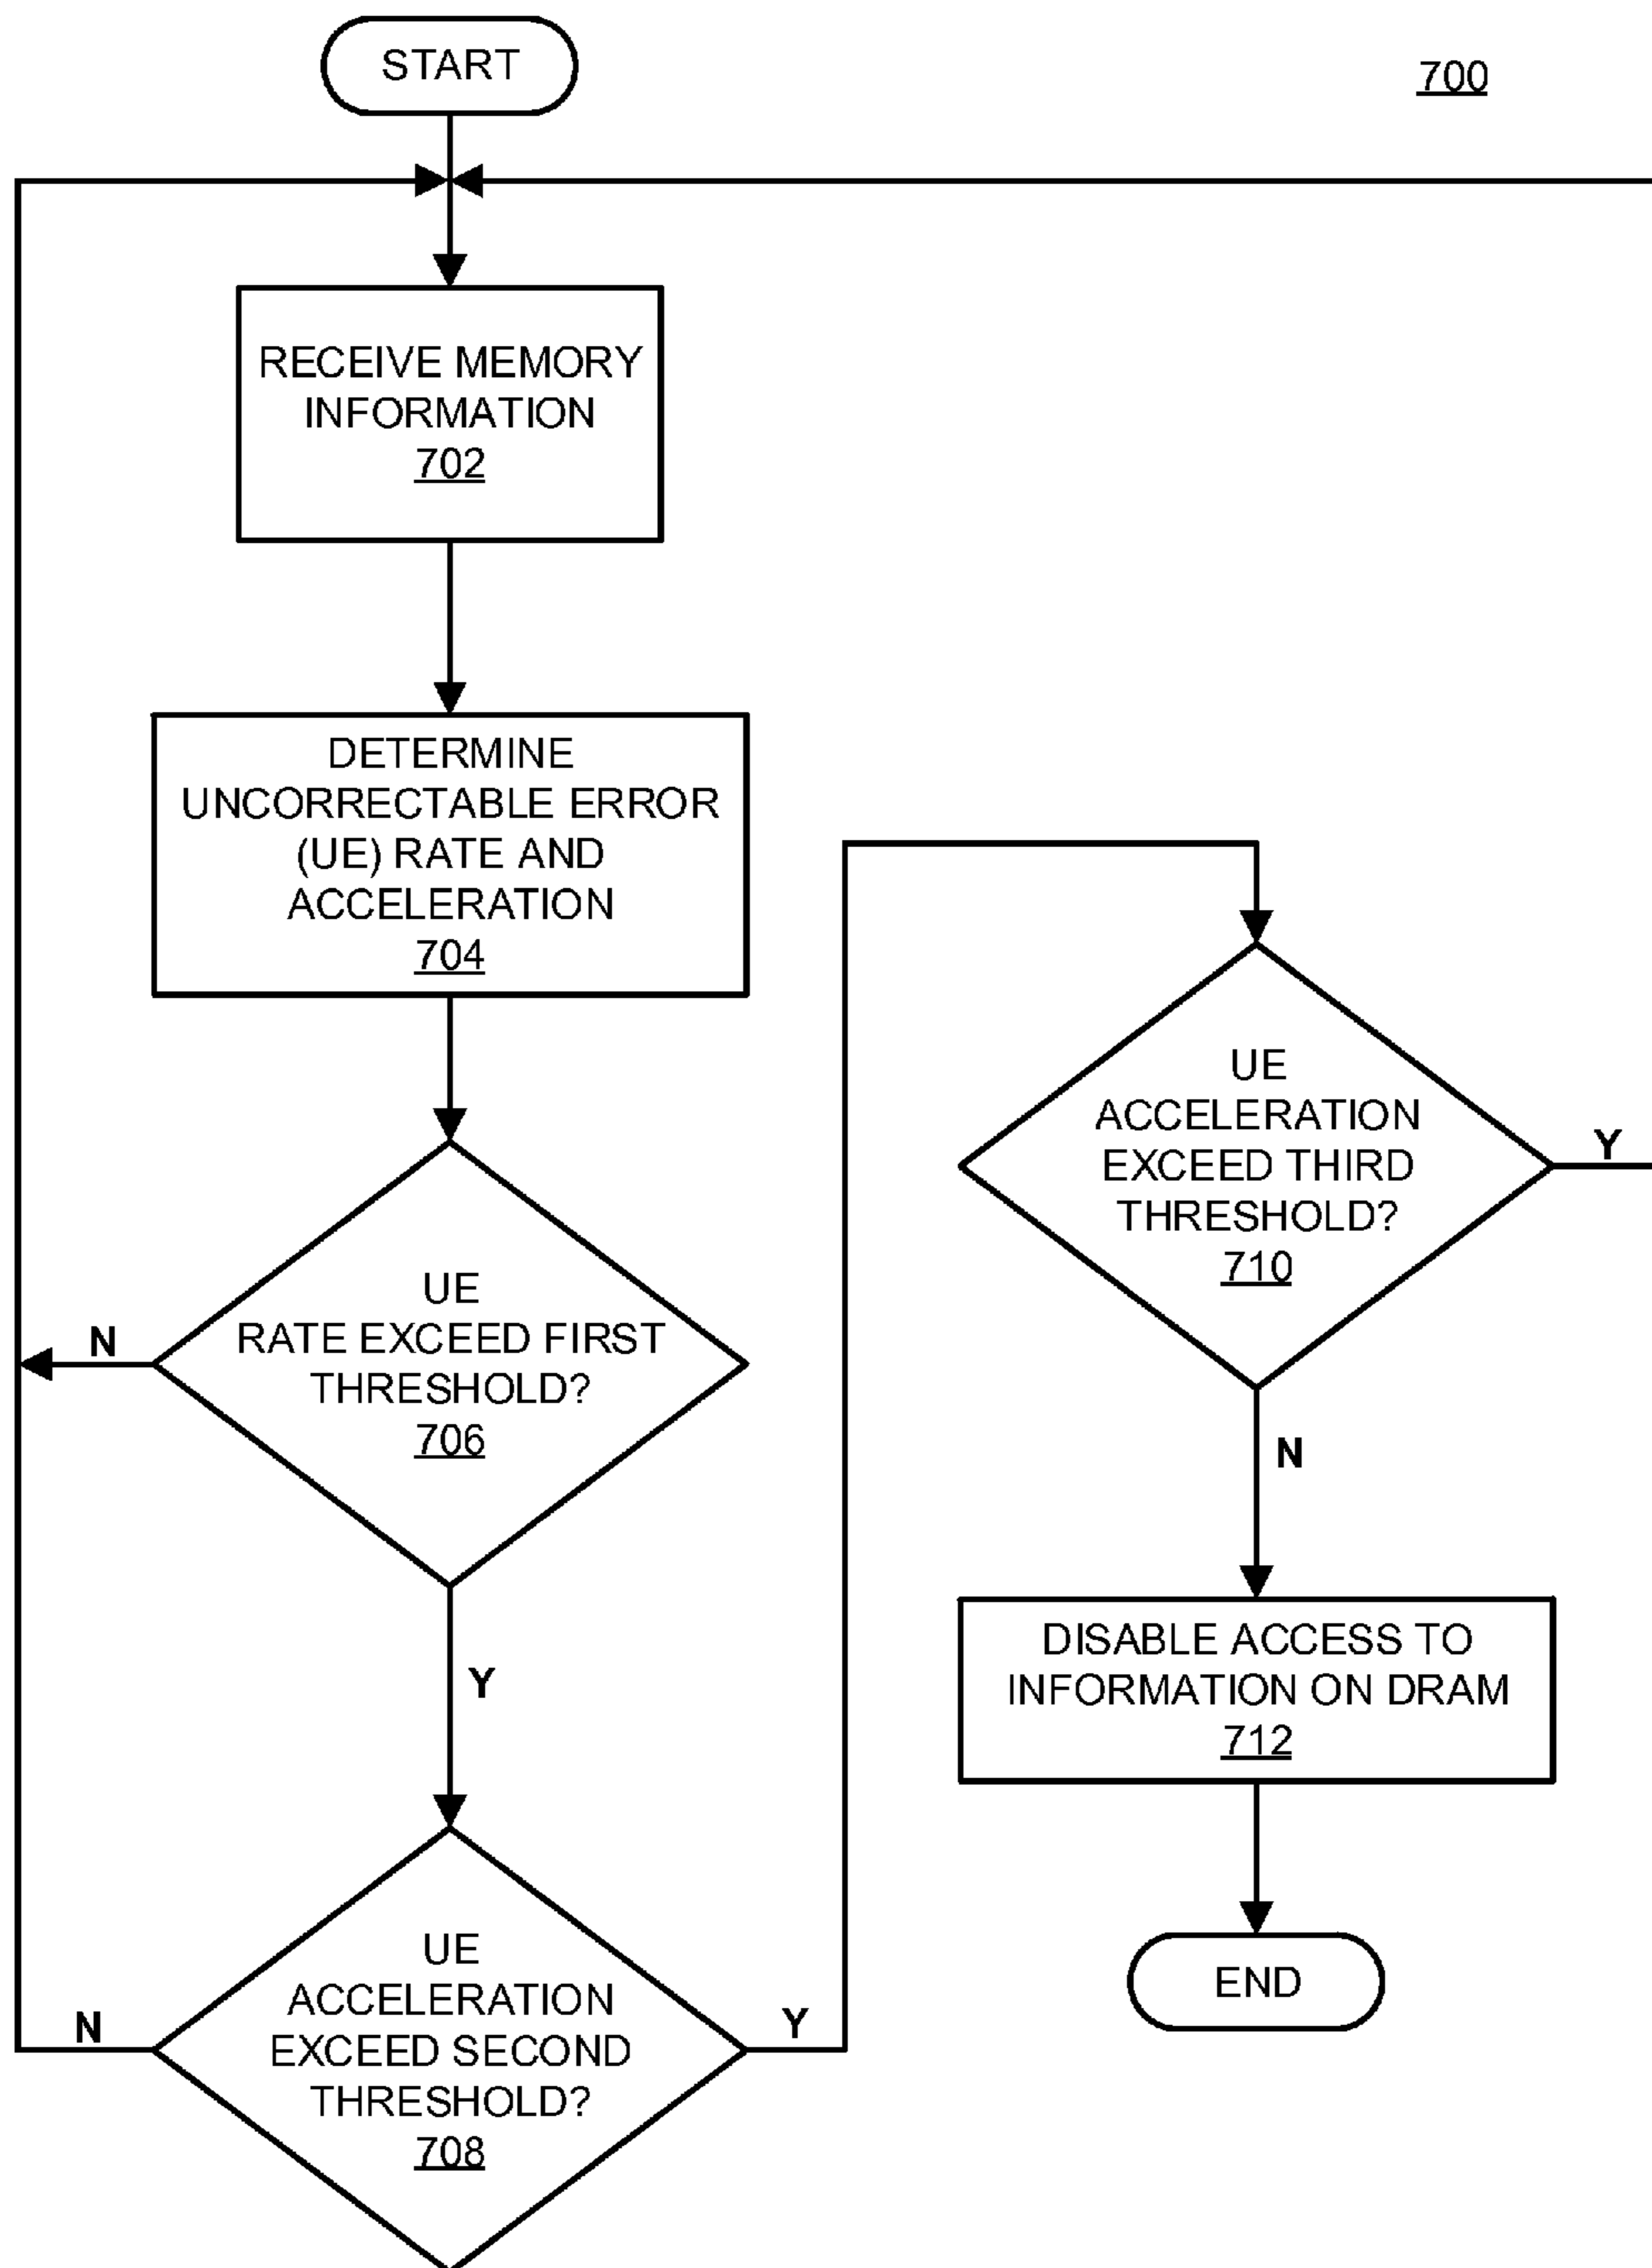 START
700
RECEIVE MEMORY
INFORMATION
702
DETERMINE
UNCORRECTABLE ERROR
(UE) RATE AND
ACCELERATION
704
UE
RATE EXCEED FIRST
THRESHOLD?
706
N
Y
UE
ACCELERATION
EXCEED SECOND
THRESHOLD?
708
N
Y
UE
ACCELERATION
EXCEED THIRD
THRESHOLD?
710
Y
N
DISABLE ACCESS TO
INFORMATION ON DRAM
712
END